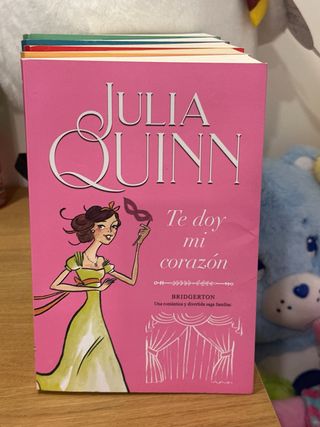 JULIA
QUINN
Te doy
mi
corazón
BRIDGERTON
Una romántica y divertida saga familiar.